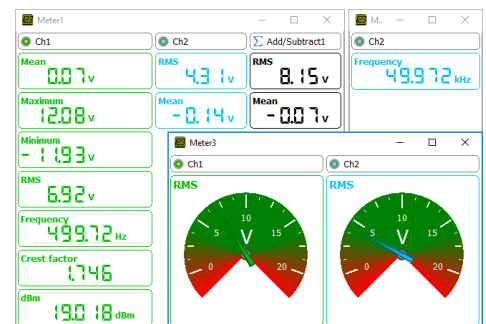 Meter1
Ch1
Ch2
Add/Subtract1
Mean
0.07 v
RMS
4.31 v
RMS
8.15 v
Maximum
12.08 v
Mean
-0.14 v
Mean
-0.07 v
Minimum
-11.93 v
RMS
6.92 v
Frequency
499.72 Hz
Crest factor
1.746
dBm
19.018 dBm
M..
Ch2
Frequency
49.972 kHz
Meter3
Ch1
Ch2
RMS
0
5
10
15
20
V
RMS
0
5
10
15
20
V